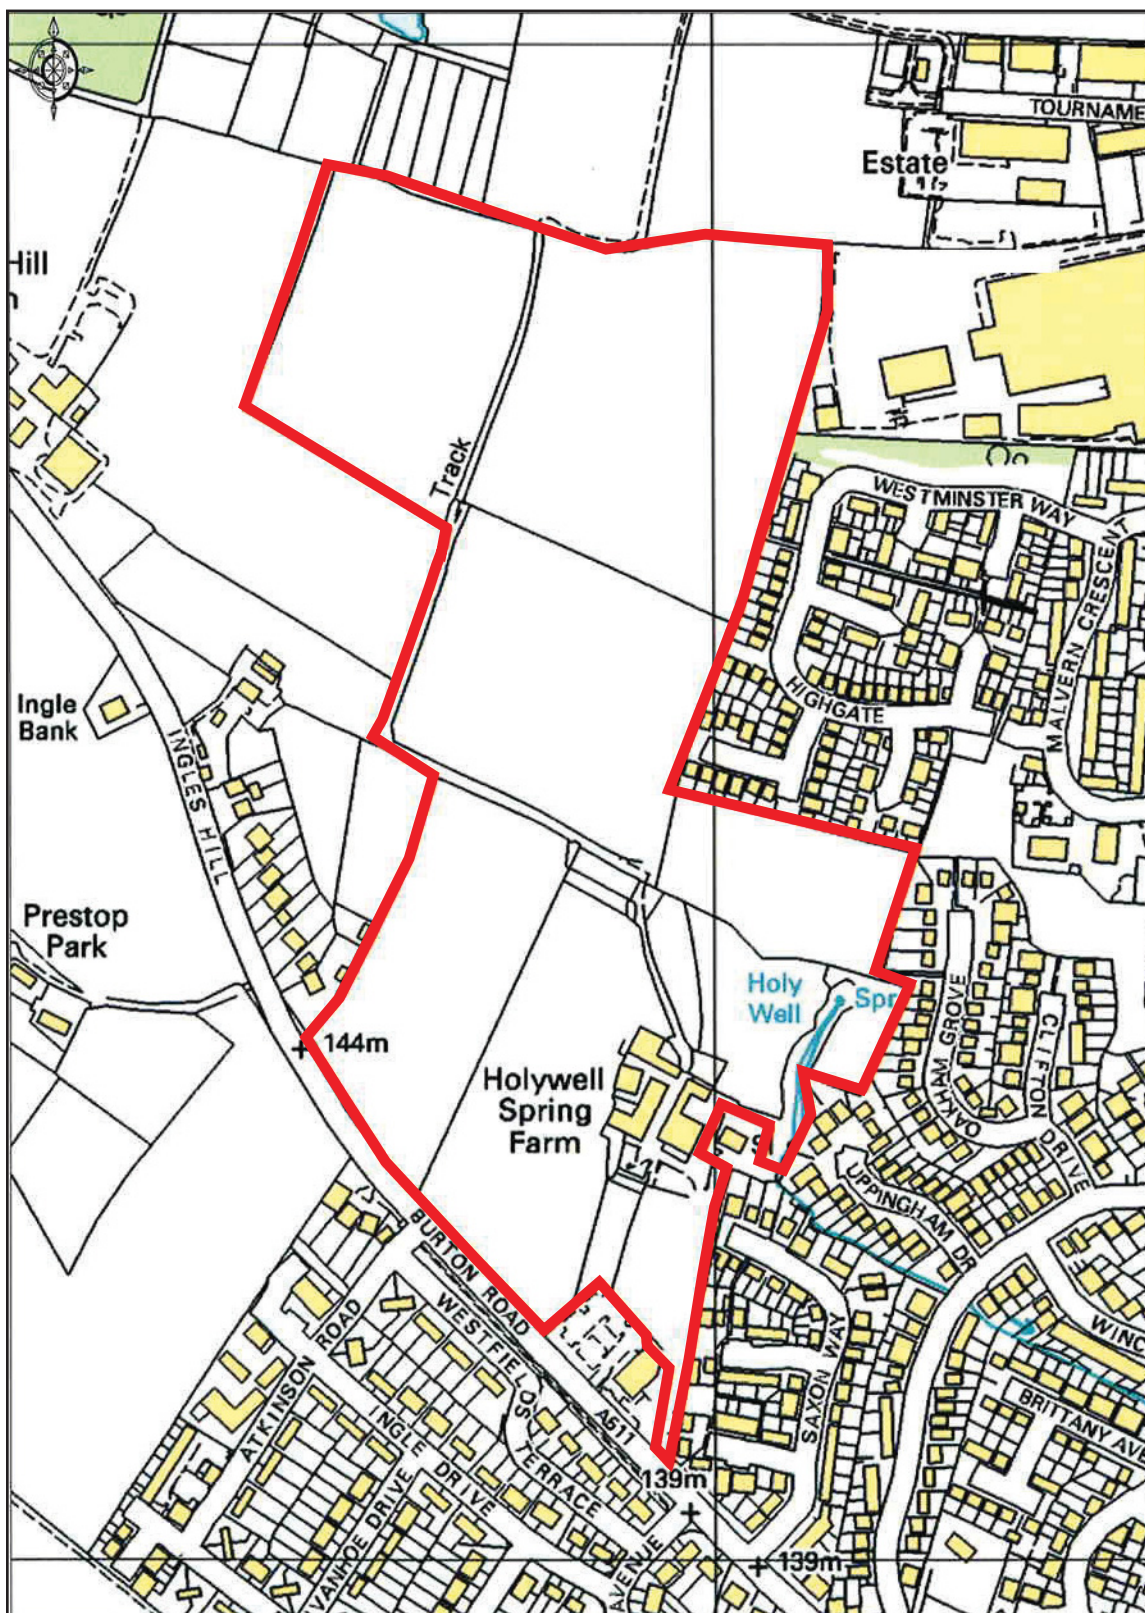 TOURNAME
Estate
Hill
Track
WESTMINSTER WAY
MALVERN CRESCENT
HIGHGATE
Ingle
Bank
INGLES HILL
Prestop
Park
Holy
Well
Spr
OAKHAM GROVE
CLIFTON
DRIVE
144m
Holywell
Spring
Farm
UPPINGHAM DR
BURTON ROAD
WESTFIELDS
TERRACE
A511
SAXON WAY
WINC
BRITTANY AV
ATKINSON ROAD
INGLE DRIVE
IVANHOE DRIVE
AVENUE
139m
139m